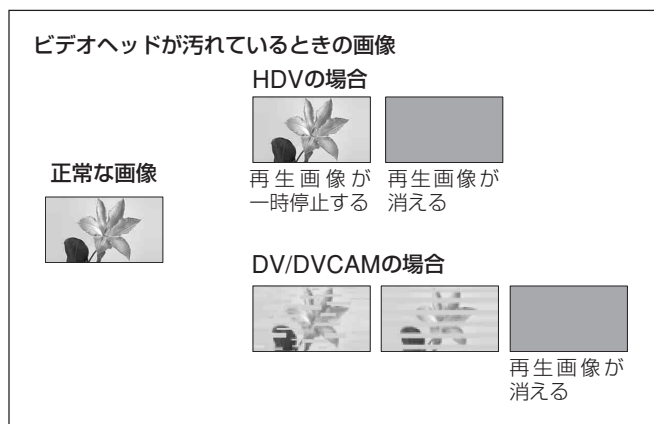 ビデオヘッドが汚れているときの画像
HDVの場合
正常な画像
再生画像が
一時停止する
再生画像が
消える
DV/DVCAMの場合
再生画像が
消える